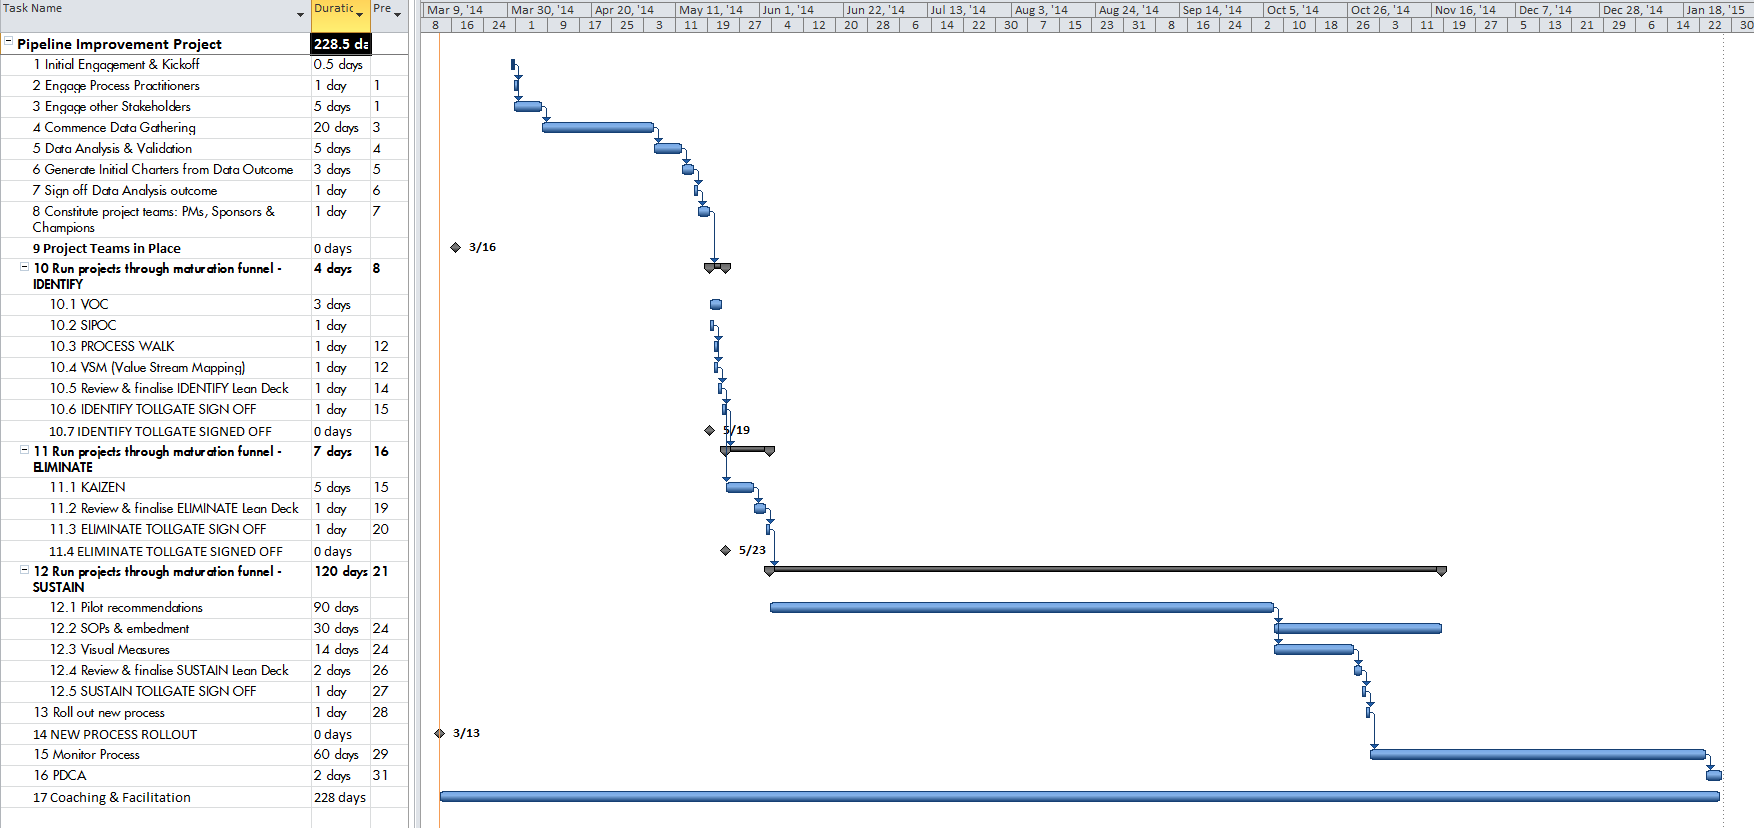 Task Name Duratic Pre Mar 9, '14 Mar 30, '14 Apr 20, '14 May 11, '14 Jun 1, '14 Jun 22, '14 Jul 13, '14 Aug 3, '14 Aug 24, '14 Sep 14, '14 Oct 5, '14 Oct 26, '14 Nov 16, '14 Dec 7, '14 Dec 28, '14 Jan 18, '15
8 16 24 1 9 17 25 3 11 19 27 4 12 20 28 6 14 22 30 7 15 23 31 8 16 24 2 10 18 26 3 11 19 27 5 13 21 29 6 14 22 30
Pipeline Improvement Project 228.5 da
1 Initial Engagement & Kickoff 0.5 days
2 Engage Process Practitioners 1 day 1
3 Engage other Stakeholders 5 days 1
4 Commence Data Gathering 20 days 3
5 Data Analysis & Validation 5 days 4
6 Generate Initial Charters from Data Outcome 3 days 5
7 Sign off Data Analysis outcome 1 day 6
8 Constitute project teams: PMs, Sponsors & 1 day 7
Champions
9 Project Teams in Place 0 days 3/16
10 Run projects through maturation funnel - 4 days 8
IDENTIFY
10.1 VOC 3 days
10.2 SIPOC 1 day
10.3 PROCESS WALK 1 day 12
10.4 VSM (Value Stream Mapping) 1 day 12
10.5 Review & finalise IDENTIFY Lean Deck 1 day 14
10.6 IDENTIFY TOLLGATE SIGN OFF 1 day 15
10.7 IDENTIFY TOLLGATE SIGNED OFF 0 days 5/19
11 Run projects through maturation funnel - 7 days 16
ELIMINATE
11.1 KAIZEN 5 days 15
11.2 Review & finalise ELIMINATE Lean Deck 1 day 19
11.3 ELIMINATE TOLLGATE SIGN OFF 1 day 20
11.4 ELIMINATE TOLLGATE SIGNED OFF 0 days 5/23
12 Run projects through maturation funnel - 120 days 21
SUSTAIN
12.1 Pilot recommendations 90 days
12.2 SOPs & embedment 30 days 24
12.3 Visual Measures 14 days 24
12.4 Review & finalise SUSTAIN Lean Deck 2 days 26
12.5 SUSTAIN TOLLGATE SIGN OFF 1 day 27
13 Roll out new process 1 day 28
14 NEW PROCESS ROLLOUT 0 days 3/13
15 Monitor Process 60 days 29
16 PDCA 2 days 31
17 Coaching & Facilitation 228 days